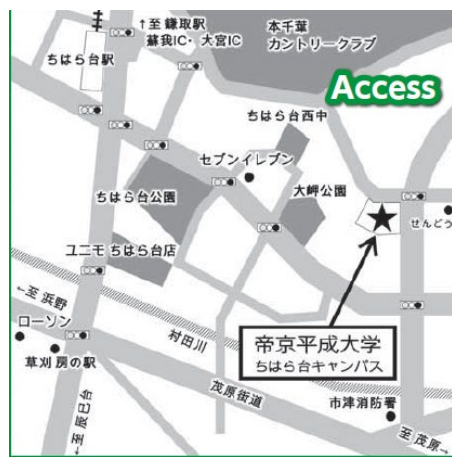 ↑至 鎌取駅
蘇我IC・大宮IC
本千葉
カントリークラブ
ちはら台駅
Access
ちはら台西中
セブンイレブン
ちはら台公園
大岬公園
せんどう
ユニモ ちはら台店
←至 浜野
ローソン
村田川
帝京平成大学
ちはら台キャンパス
草刈 房の駅
茂原街道
市津消防署
←至 辰巳台
至 茂原→